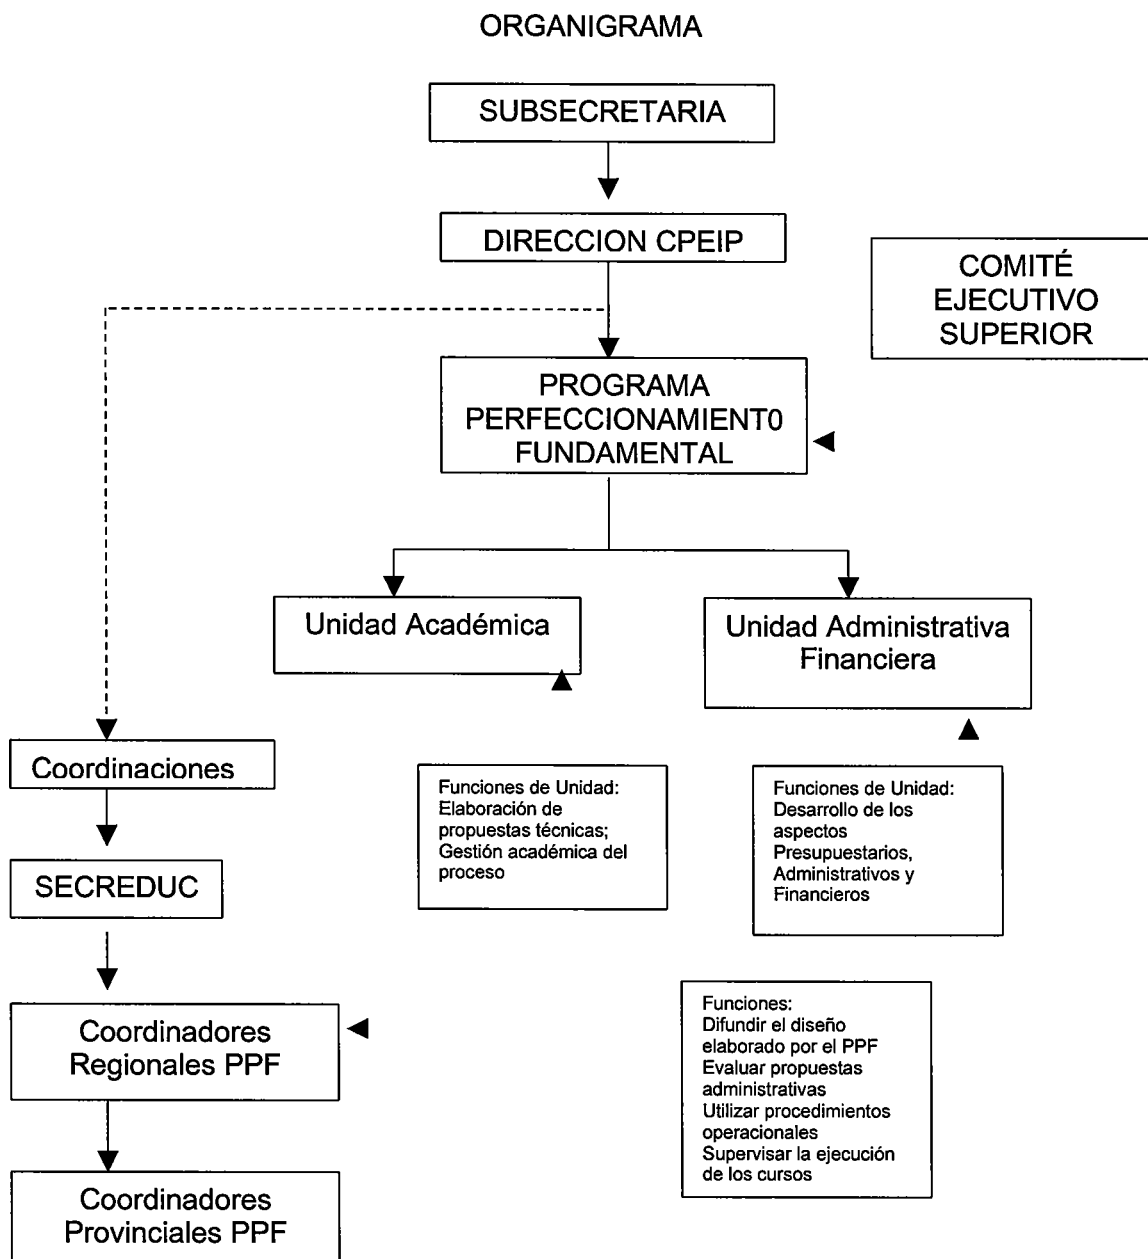 ORGANIGRAMA
SUBSECRETARIA
DIRECCION CPEIP
COMITÉ
EJECUTIVO
SUPERIOR
PROGRAMA
PERFECCIONAMIENT0
FUNDAMENTAL
Unidad Académica
Unidad Administrativa
Financiera
Coordinaciones
Funciones de Unidad:
Elaboración de
propuestas técnicas;
Gestión académica del
proceso
Funciones de Unidad:
Desarrollo de los
aspectos
Presupuestarios,
Administrativos y
Financieros
SECREDUC
Coordinadores
Regionales PPF
Funciones:
Difundir el diseño
elaborado por el PPF
Evaluar propuestas
administrativas
Utilizar procedimientos
operacionales
Supervisar la ejecución
de los cursos
Coordinadores
Provinciales PPF